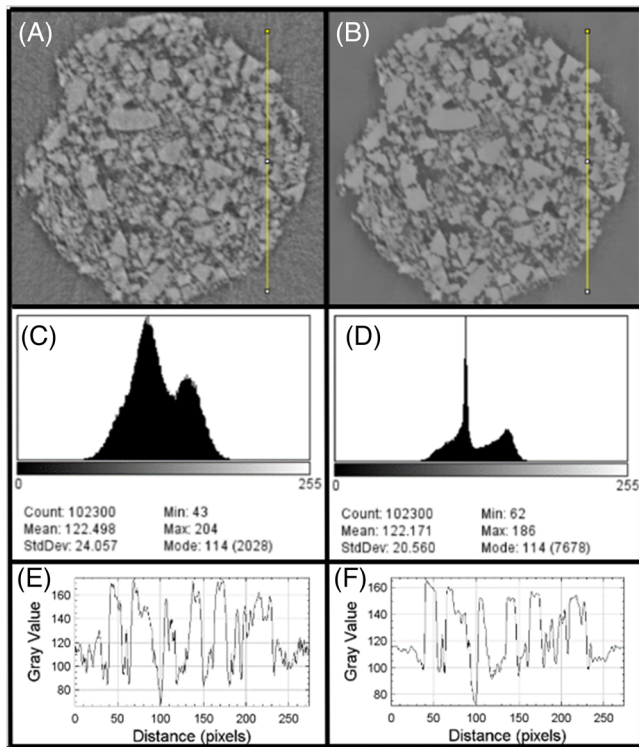 (A)
(B)
(C)
(D)
0 255
0 255
Count: 102300 Min: 43
Mean: 122.498 Max: 204
StdDev: 24.057 Mode: 114 (2028)
Count: 102300 Min: 62
Mean: 122.171 Max: 186
StdDev: 20.560 Mode: 114 (7678)
(E)
Gray Value
160
140
120
100
80
0 50 100 150 200 250
Distance (pixels)
(F)
Gray Value
160
140
120
100
80
0 50 100 150 200 250
Distance (pixels)